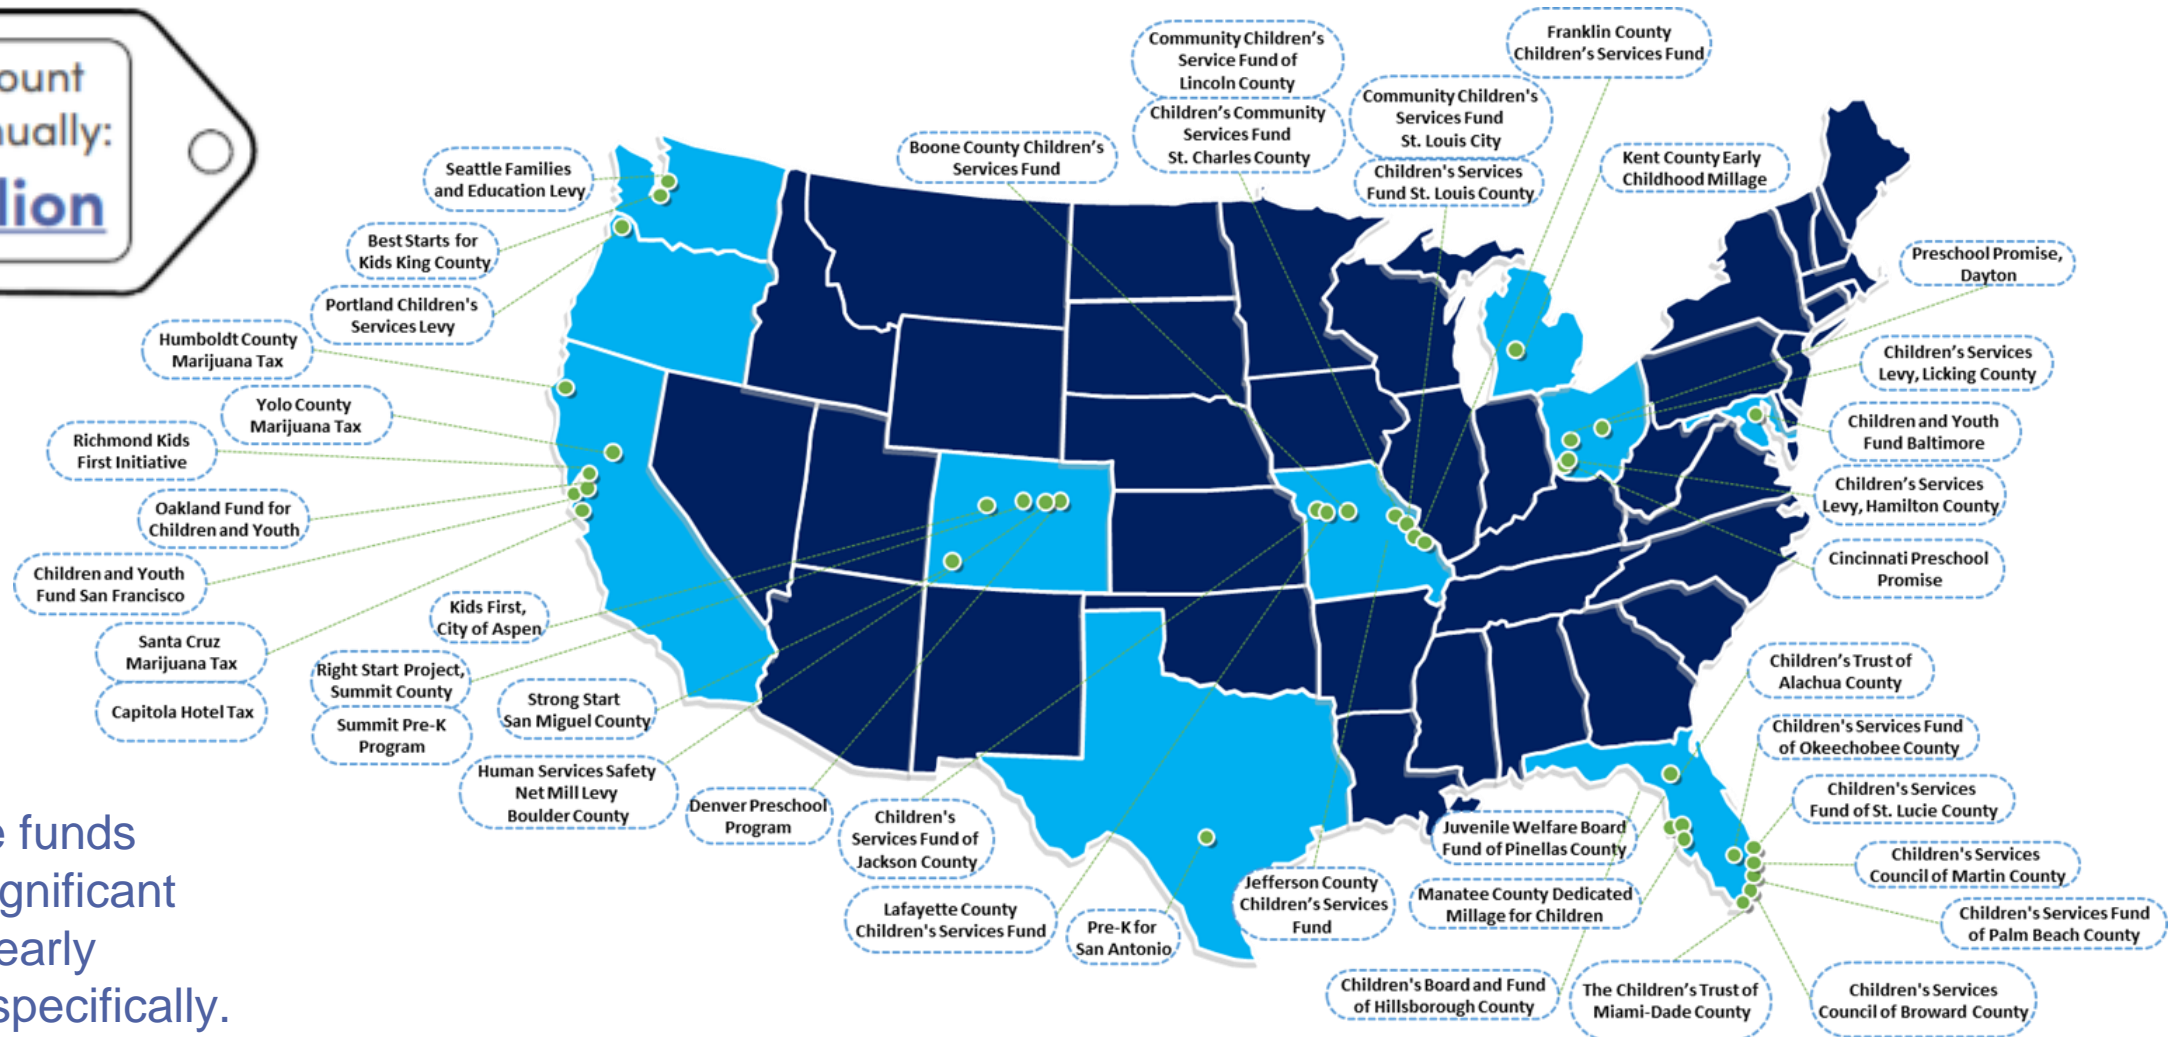 ount
nually:
lion
e funds
gnificant
early
specifically.
Seattle Families
and Education Levy
Best Starts for
Kids King County
Portland Children's
Services Levy
Humboldt County
Marijuana Tax
Yolo County
Marijuana Tax
Richmond Kids
First Initiative
Oakland Fund for
Children and Youth
Children and Youth
Fund San Francisco
Santa Cruz
Marijuana Tax
Capitola Hotel Tax
Kids First,
City of Aspen
Right Start Project,
Summit County
Summit Pre-K
Program
Strong Start
San Miguel County
Human Services Safety
Net Mill Levy
Boulder County
Denver Preschool
Program
Children's
Services Fund of
Jackson County
Lafayette County
Children's Services Fund
Pre-K for
San Antonio
Jefferson County
Children's Services
Fund
Boone County Children's
Services Fund
Community Children's
Service Fund of
Lincoln County
Children's Community
Services Fund
St. Charles County
Community Children's
Services Fund
St. Louis City
Children's Services
Fund St. Louis County
Franklin County
Children's Services Fund
Kent County Early
Childhood Millage
Preschool Promise,
Dayton
Children's Services
Levy, Licking County
Children and Youth
Fund Baltimore
Children's Services
Levy, Hamilton County
Cincinnati Preschool
Promise
Children's Trust of
Alachua County
Children's Services Fund
of Okeechobee County
Children's Services
Fund of St. Lucie County
Children's Services
Council of Martin County
Children's Services Fund
of Palm Beach County
Children's Services
Council of Broward County
The Children's Trust of
Miami-Dade County
Children's Board and Fund
of Hillsborough County
Manatee County Dedicated
Millage for Children
Juvenile Welfare Board
Fund of Pinellas County